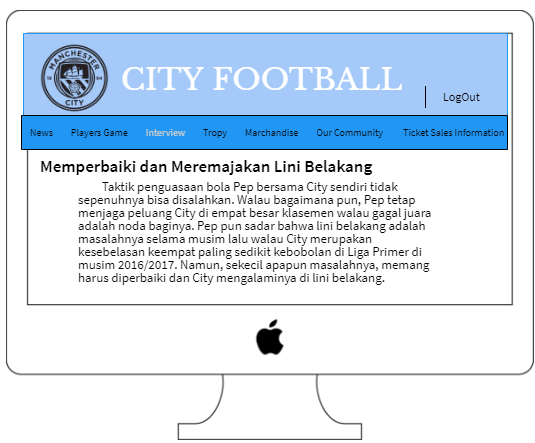 MANCHESTER
18 94
CITY
CITY FOOTBALL
LogOut
News Players Game Interview Tropy Marchandise Our Community Ticket Sales Information
Memperbaiki dan Meremajakan Lini Belakang
Taktik penguasaan bola Pep bersama City sendiri tidak
sepenuhnya bisa disalahkan. Walau bagaimana pun, Pep tetap
menjaga peluang City di empat besar klasemen walau gagal juara
adalah noda baginya. Pep pun sadar bahwa lini belakang adalah
masalahnya selama musim lalu walau City merupakan
kesebelasan keempat paling sedikit kebobolan di Liga Primer di
musim 2016/2017. Namun, sekecil apapun masalahnya, memang
harus diperbaiki dan City mengalaminya di lini belakang.